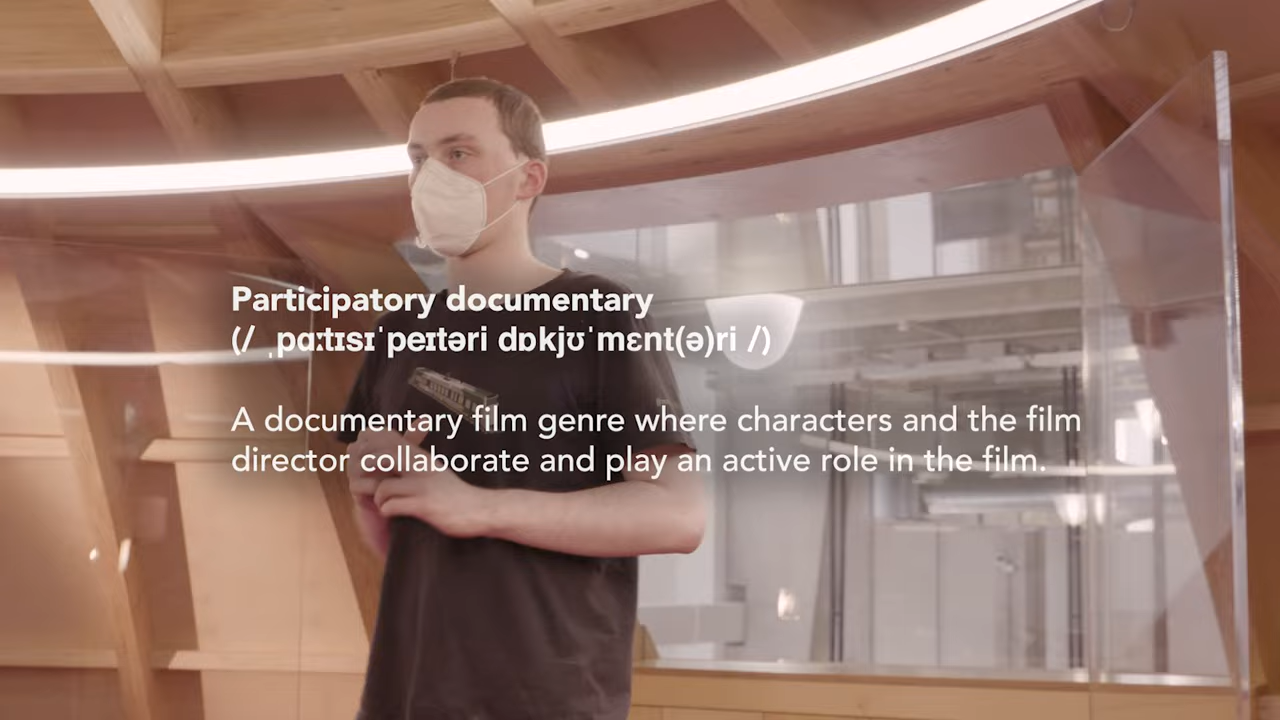 Participatory documentary
(/ ˌpɑːtɪsɪˈpeɪtəri dɒkjʊˈmɛnt(ə)ri /)
A documentary film genre where characters and the film
director collaborate and play an active role in the film.